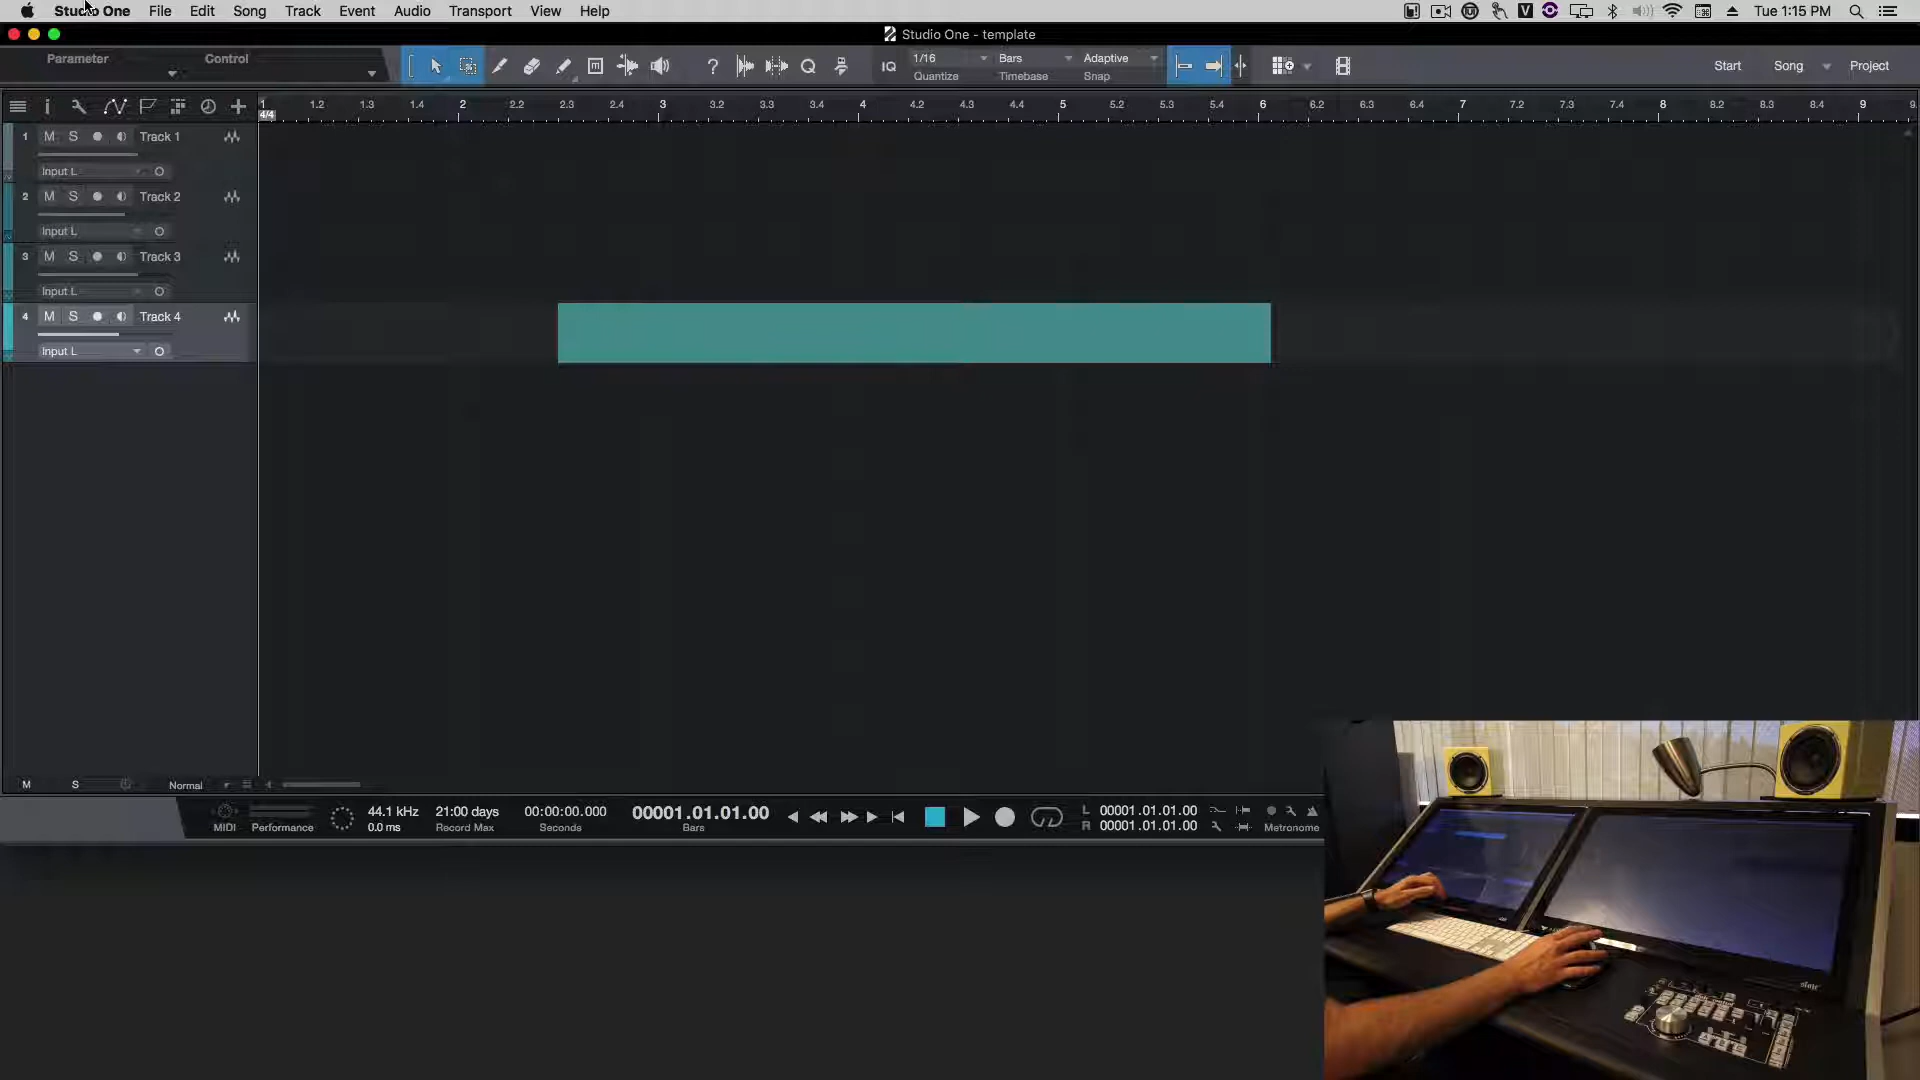 Studio One File Edit Song Track Event Audio Transport View Help Tue 1:15 PM
Studio One - template
Parameter Control 1/16 Bars Adaptive Start Song Project
IQ Quantize Timebase Snap
1 1.2 1.3 1.4 2 2.2 2.3 2.4 3 3.2 3.3 3.4 4 4.2 4.3 4.4 5 5.2 5.3 5.4 6 6.2 6.3 6.4 7 7.2 7.3 7.4 8 8.2 8.3 8.4 9 9.
4/4
1 M S Track 1
Input L
2 M S Track 2
Input L
3 M S Track 3
Input L
4 M S Track 4
Input L
M S Normal
44.1 kHz 21:00 days 00:00:00.000 00001.01.01.00 L 00001.01.01.00
MIDI Performance 0.0 ms Record Max Seconds Bars R 00001.01.01.00 Metronome